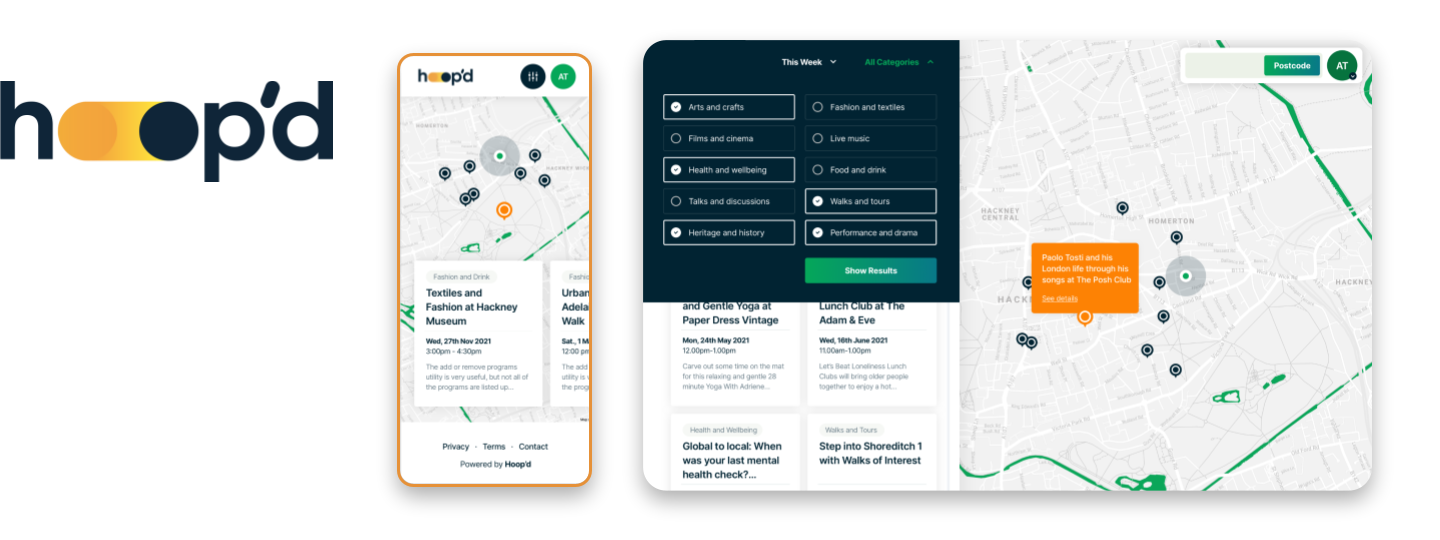 hoop'd
hoop'd
AT
HOMERTON
HACKNEY WICK
Fashion and Drink
Textiles and
Fashion at Hackney
Museum
Wed, 27th Nov 2021
3:00pm - 4:30pm
The add or remove programs
utility is very useful, but not all of
the programs are listed up...
Urban
Adela
Walk
Sat., 1 M
12:00 pm
The add
utility is v
the prog
Privacy · Terms · Contact
Powered by Hoop'd
This Week
All Categories
Arts and crafts
Fashion and textiles
Films and cinema
Live music
Health and wellbeing
Food and drink
Talks and discussions
Walks and tours
Heritage and history
Performance and drama
Show Results
and Gentle Yoga at
Paper Dress Vintage
Mon, 24th May 2021
12.00pm-1.00pm
Carve out some time on the mat
for this relaxing and gentle 28
minute Yoga With Adriene...
Lunch Club at The
Adam & Eve
Wed, 16th June 2021
11.00am-1.00pm
Let's Beat Loneliness Lunch
Clubs will bring older people
together to enjoy a hot...
Health and Wellbeing
Global to local: When
was your last mental
health check?...
Walks and Tours
Step into Shoreditch 1
with Walks of Interest
Postcode
AT
HACKNEY
CENTRAL
HOMERTON
Paolo Tosti and his
London life through his
songs at The Posh Club
See details